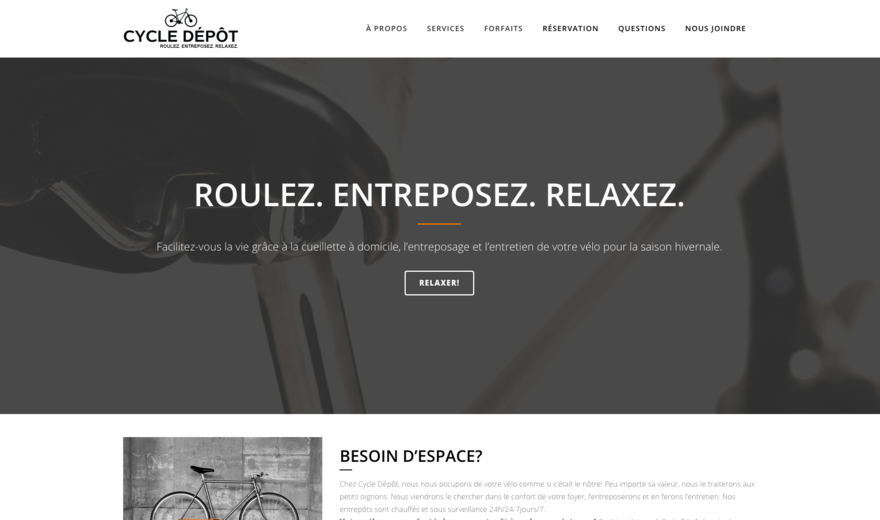 CYCLE DÉPÔT
ROULEZ. ENTREPOSEZ. RELAXEZ.
À PROPOS
SERVICES
FORFAITS
RÉSERVATION
QUESTIONS
NOUS JOINDRE
ROULEZ. ENTREPOSEZ. RELAXEZ.
Facilitez-vous la vie grâce à la cueillette à domicile, l’entreposage et l’entretien de votre vélo pour la saison hivernale.
RELAXER!
BESOIN D’ESPACE?
Chez Cycle Dépôt, nous nous occupons de votre vélo comme si c’était le nôtre! Peu importe sa valeur, nous le traiterons aux
petits oignons. Nous viendrons le chercher dans le confort de votre foyer, l’entreposerons et en ferons l’entretien. Nos
entrepôts sont chauffés et sous surveillance 24h/24-7jours/7.